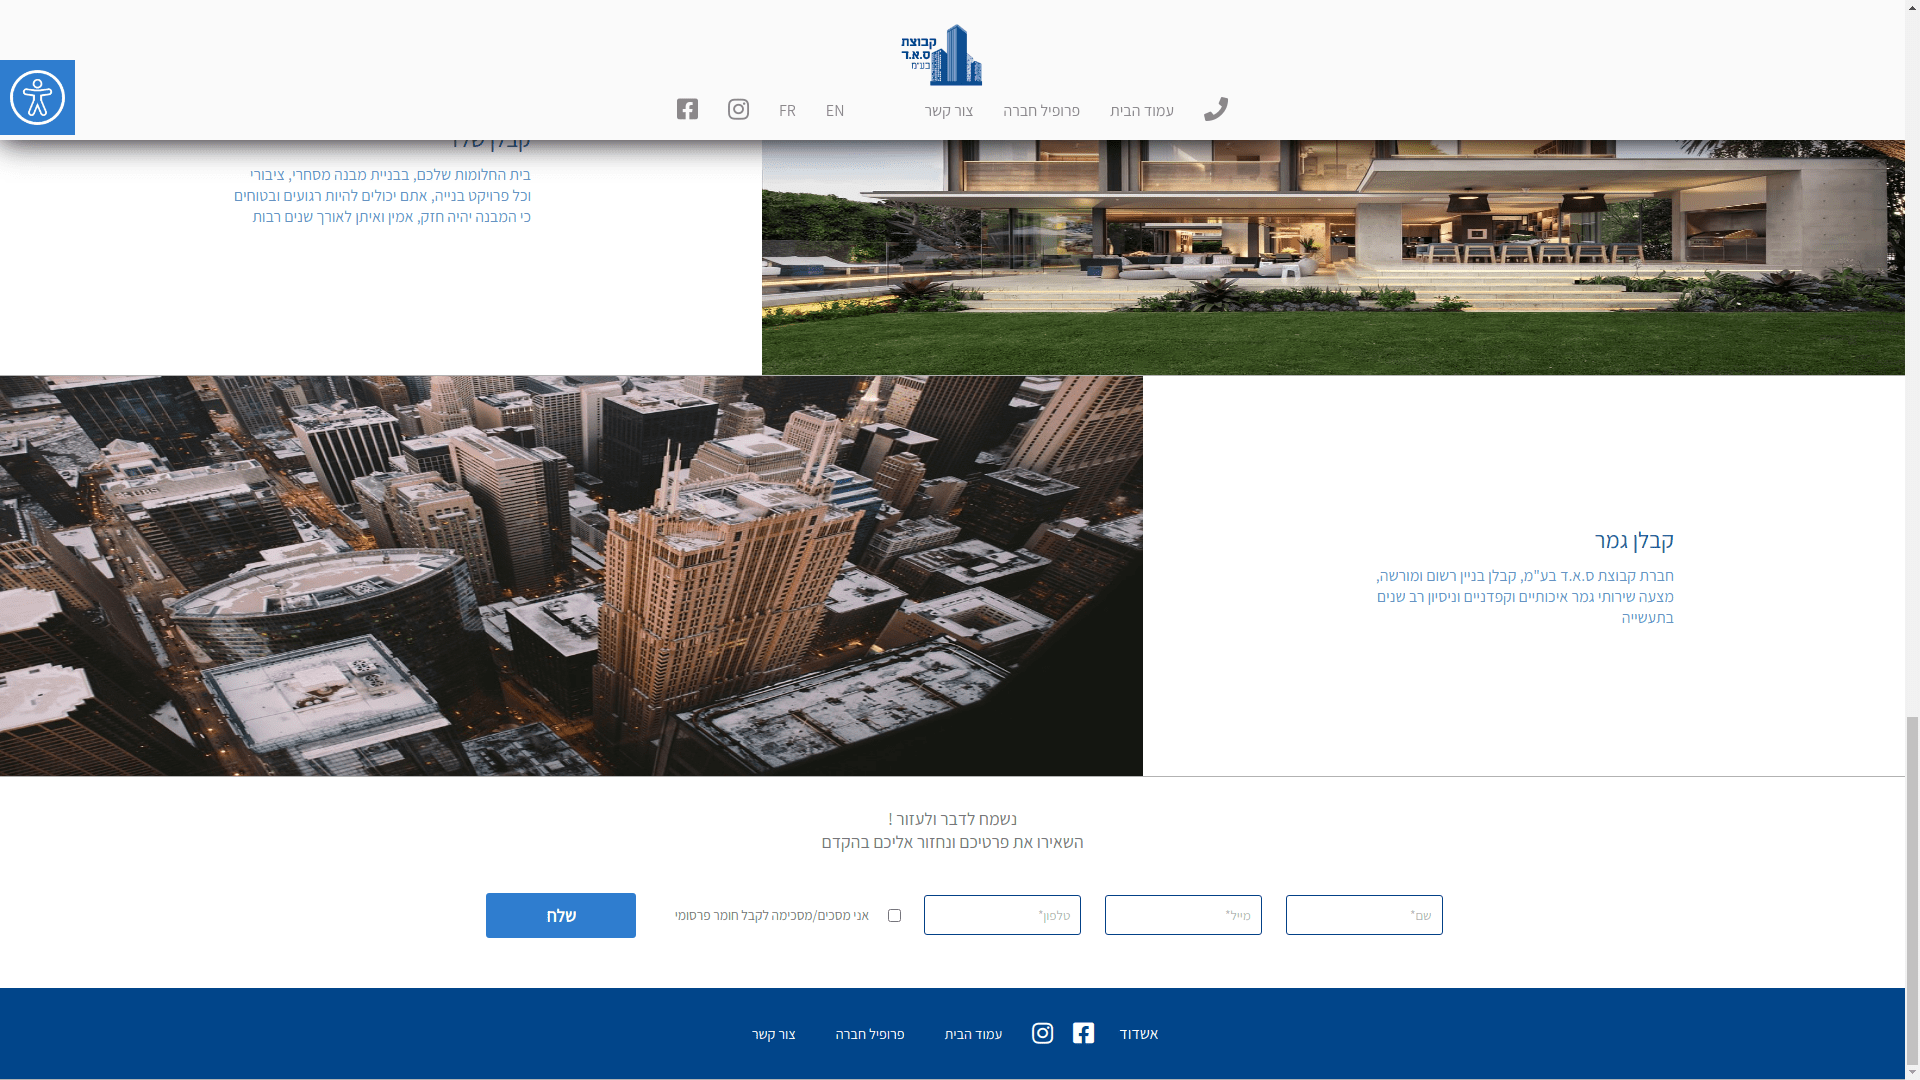 קבוצת
ס.א.ד
בע"מ
עמוד הבית
פרופיל חברה
צור קשר
EN
FR
קבלן שלד
בית החלומות שלכם, בבניית מבנה מסחרי, ציבורי
וכל פרויקט בנייה, אתם יכולים להיות רגועים ובטוחים
כי המבנה יהיה חזק, אמין ואיתן לאורך שנים רבות
קבלן גמר
חברת קבוצת ס.א.ד בע"מ, קבלן בניין רשום ומורשה,
מצעה שירותי גמר איכותיים וקפדניים וניסיון רב שנים
בתעשייה
נשמח לדבר ולעזור !
השאירו את פרטיכם ונחזור אליכם בהקדם
שם*
מייל*
טלפון*
אני מסכים/מסכימה לקבל חומר פרסומי
שלח
אשדוד
עמוד הבית
פרופיל חברה
צור קשר